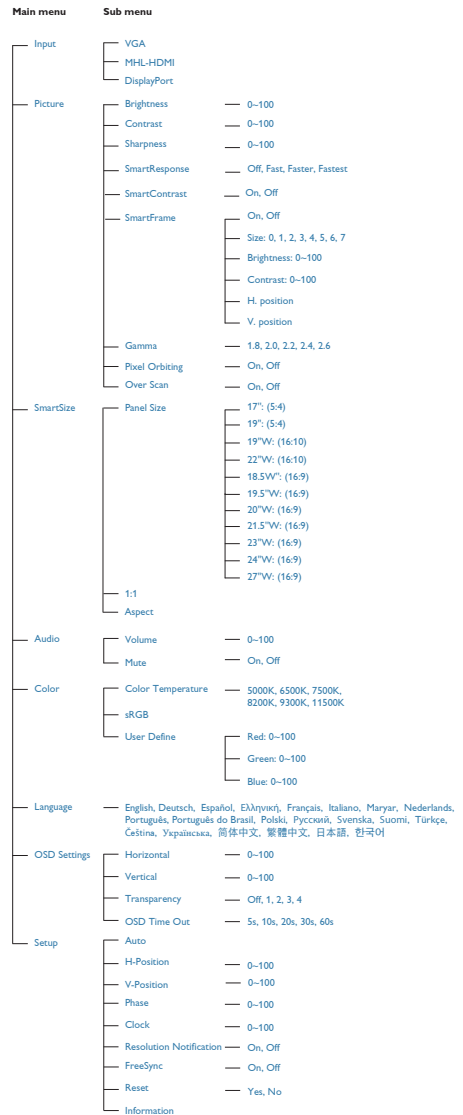 Main menu Sub menu
Input VGA
MHL-HDMI
DisplayPort
Picture Brightness 0~100
Contrast 0~100
Sharpness 0~100
SmartResponse Off, Fast, Faster, Fastest
SmartContrast On, Off
SmartFrame On, Off
Size: 0, 1, 2, 3, 4, 5, 6, 7
Brightness: 0~100
Contrast: 0~100
H. position
V. position
Gamma 1.8, 2.0, 2.2, 2.4, 2.6
Pixel Orbiting On, Off
Over Scan On, Off
SmartSize Panel Size 17": (5:4)
19": (5:4)
19"W: (16:10)
22"W: (16:10)
18.5W": (16:9)
19.5"W: (16:9)
20"W: (16:9)
21.5"W: (16:9)
23"W: (16:9)
24"W: (16:9)
27"W: (16:9)
1:1
Aspect
Audio Volume 0~100
Mute On, Off
Color Color Temperature 5000K, 6500K, 7500K,
8200K, 9300K, 11500K
sRGB
User Define Red: 0~100
Green: 0~100
Blue: 0~100
Language English, Deutsch, Español, Ελληνική, Français, Italiano, Maryar, Nederlands,
Português, Português do Brasil, Polski, Русский, Svenska, Suomi, Türkçe,
Čeština, Українська, 简体中文, 繁體中文, 日本語, 한국어
OSD Settings Horizontal 0~100
Vertical 0~100
Transparency Off, 1, 2, 3, 4
OSD Time Out 5s, 10s, 20s, 30s, 60s
Setup Auto
H-Position 0~100
V-Position 0~100
Phase 0~100
Clock 0~100
Resolution Notification On, Off
FreeSync On, Off
Reset Yes, No
Information